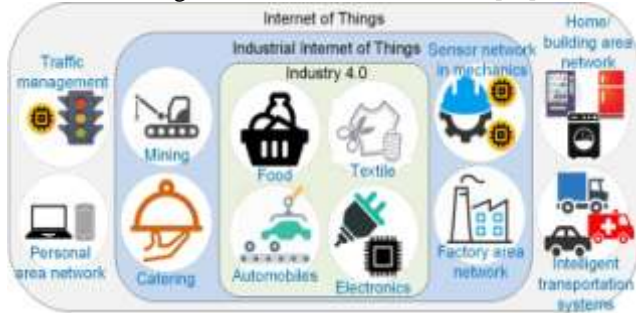 Internet of Things
Industrial Internet of Things
Industry 4.0
Traffic
management
Personal
area network
Mining
Catering
Food
Textile
Automobiles
Electronics
Sensor network
in mechanics
Factory area
network
Home/
building area
network
Intelligent
transportation
systems